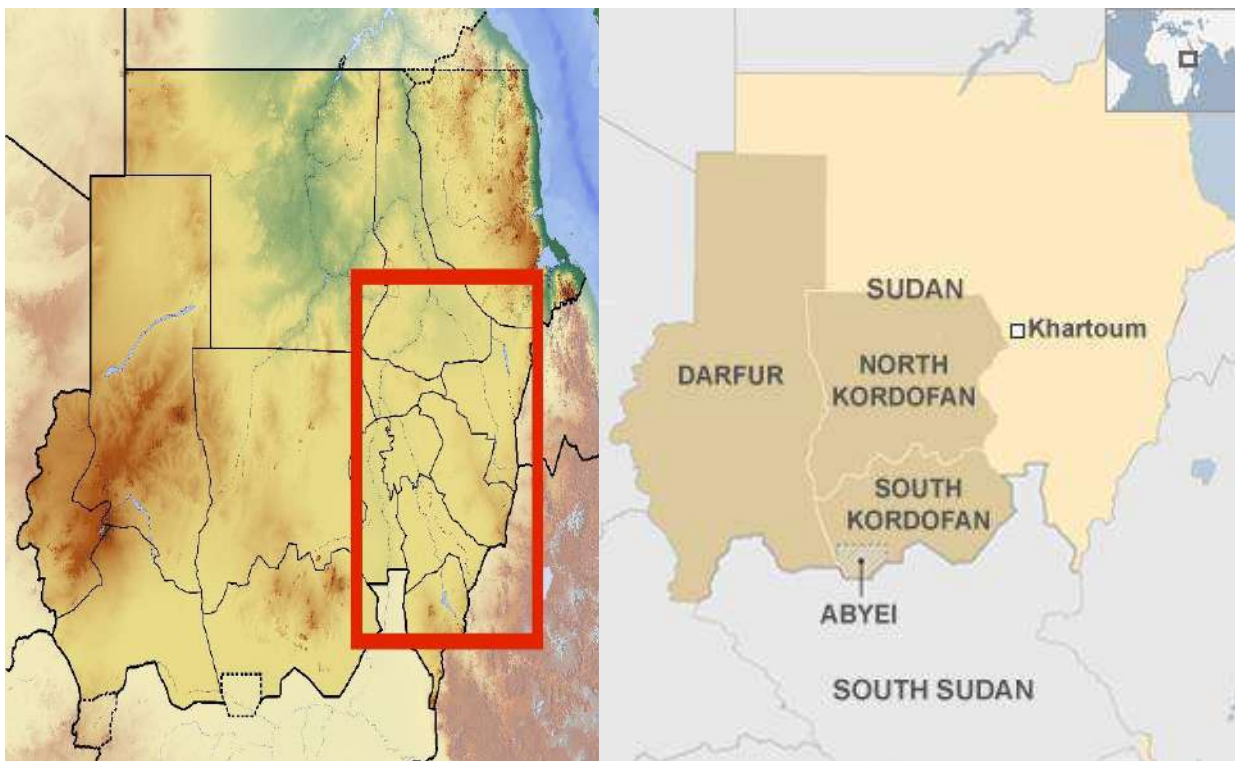 SUDAN
Khartoum
DARFUR
NORTH
KORDOFAN
SOUTH
KORDOFAN
ABYEI
SOUTH SUDAN